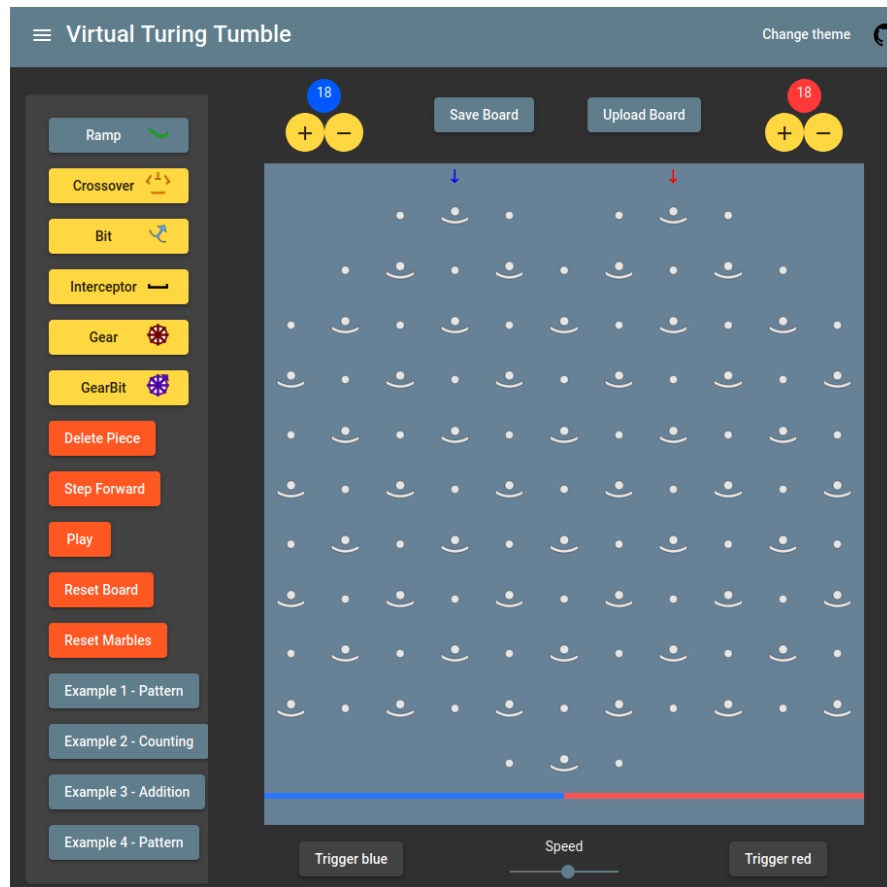 Virtual Turing Tumble
Change theme
18
18
+
−
Save Board
Upload Board
+
−
Ramp
Crossover
Bit
Interceptor
Gear
GearBit
Delete Piece
Step Forward
Play
Reset Board
Reset Marbles
Example 1 - Pattern
Example 2 - Counting
Example 3 - Addition
Example 4 - Pattern
Trigger blue
Speed
Trigger red